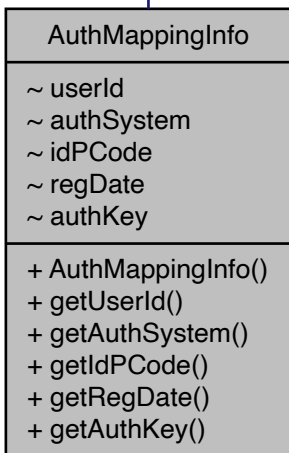 AuthMappingInfo
~ userId
~ authSystem
~ idPCode
~ regDate
~ authKey
+ AuthMappingInfo()
+ getUserId()
+ getAuthSystem()
+ getIdPCode()
+ getRegDate()
+ getAuthKey()